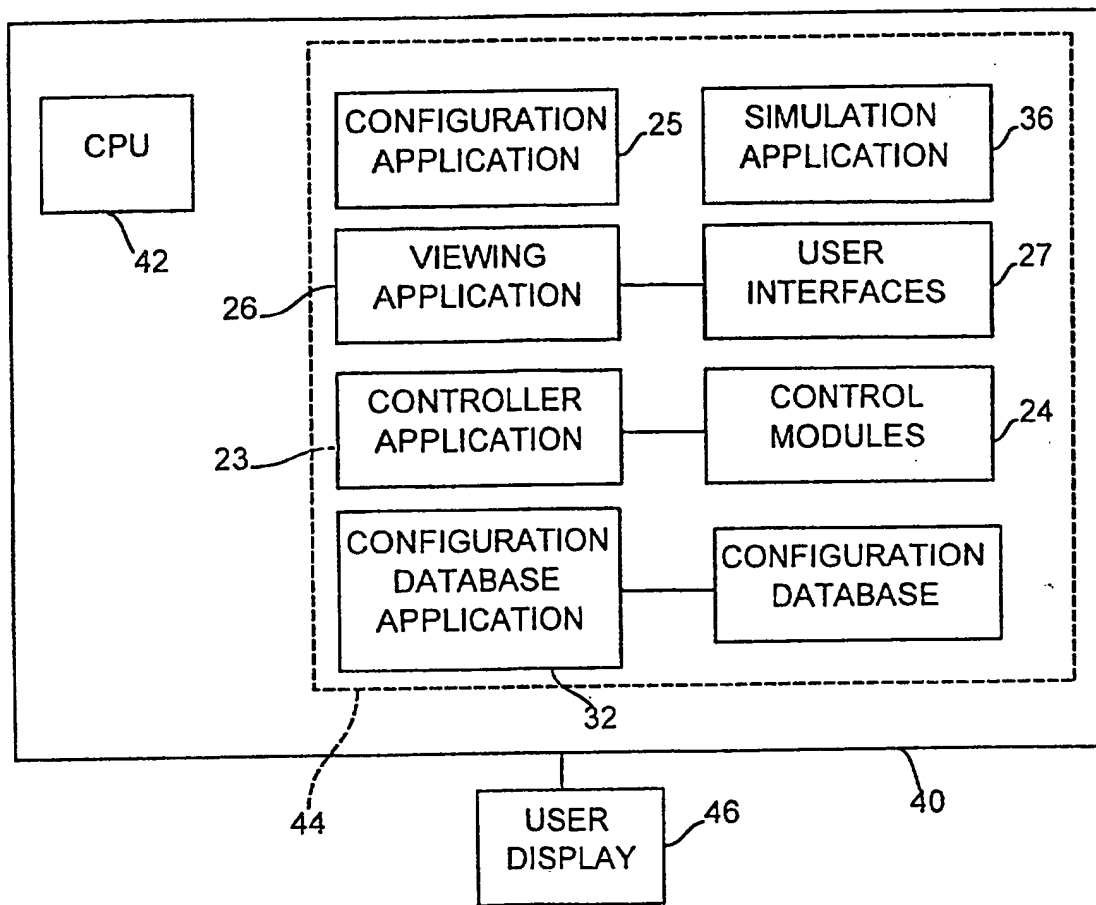 CPU
42
CONFIGURATION
APPLICATION
25
SIMULATION
APPLICATION
36
VIEWING
APPLICATION
26
USER
INTERFACES
27
CONTROLLER
APPLICATION
23
CONTROL
MODULES
24
CONFIGURATION
DATABASE
APPLICATION
32
CONFIGURATION
DATABASE
44
40
USER
DISPLAY
46